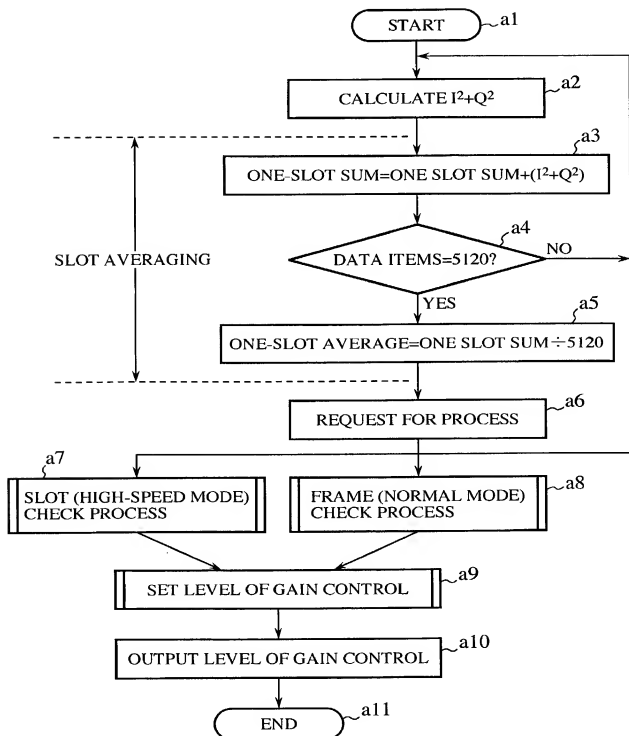 START
a1
CALCULATE I²+Q²
a2
a3
ONE-SLOT SUM=ONE SLOT SUM+(I²+Q²)
a4
SLOT AVERAGING
DATA ITEMS=5120?
NO
YES
a5
ONE-SLOT AVERAGE=ONE SLOT SUM÷5120
a6
REQUEST FOR PROCESS
a7
SLOT (HIGH-SPEED MODE)
CHECK PROCESS
a8
FRAME (NORMAL MODE)
CHECK PROCESS
a9
SET LEVEL OF GAIN CONTROL
a10
OUTPUT LEVEL OF GAIN CONTROL
a11
END